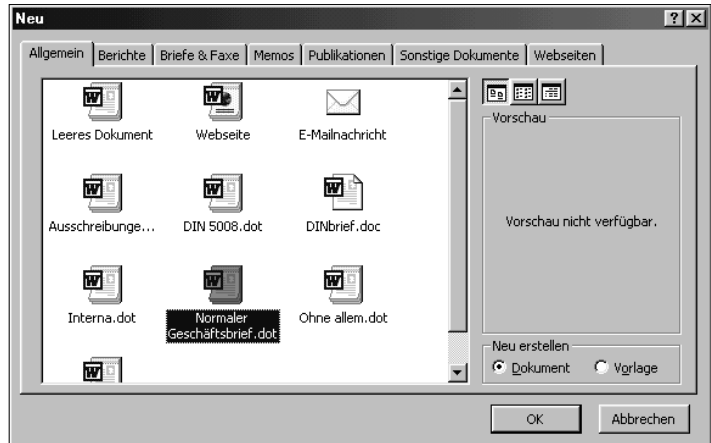 Neu
Allgemein Berichte Briefe & Faxe Memos Publikationen Sonstige Dokumente Webseiten
Leeres Dokument Webseite E-Mailnachricht
Ausschreibunge... DIN 5008.dot DINbrief.doc
Interna.dot Normaler Geschäftsbrief.dot Ohne allem.dot
Vorschau
Vorschau nicht verfügbar.
Neu erstellen
Dokument Vorlage
OK Abbrechen